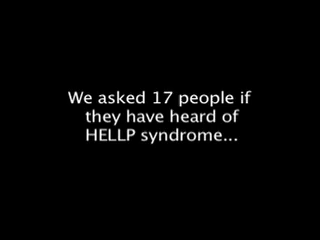 We asked 17 people if
they have heard of
HELLP syndrome...